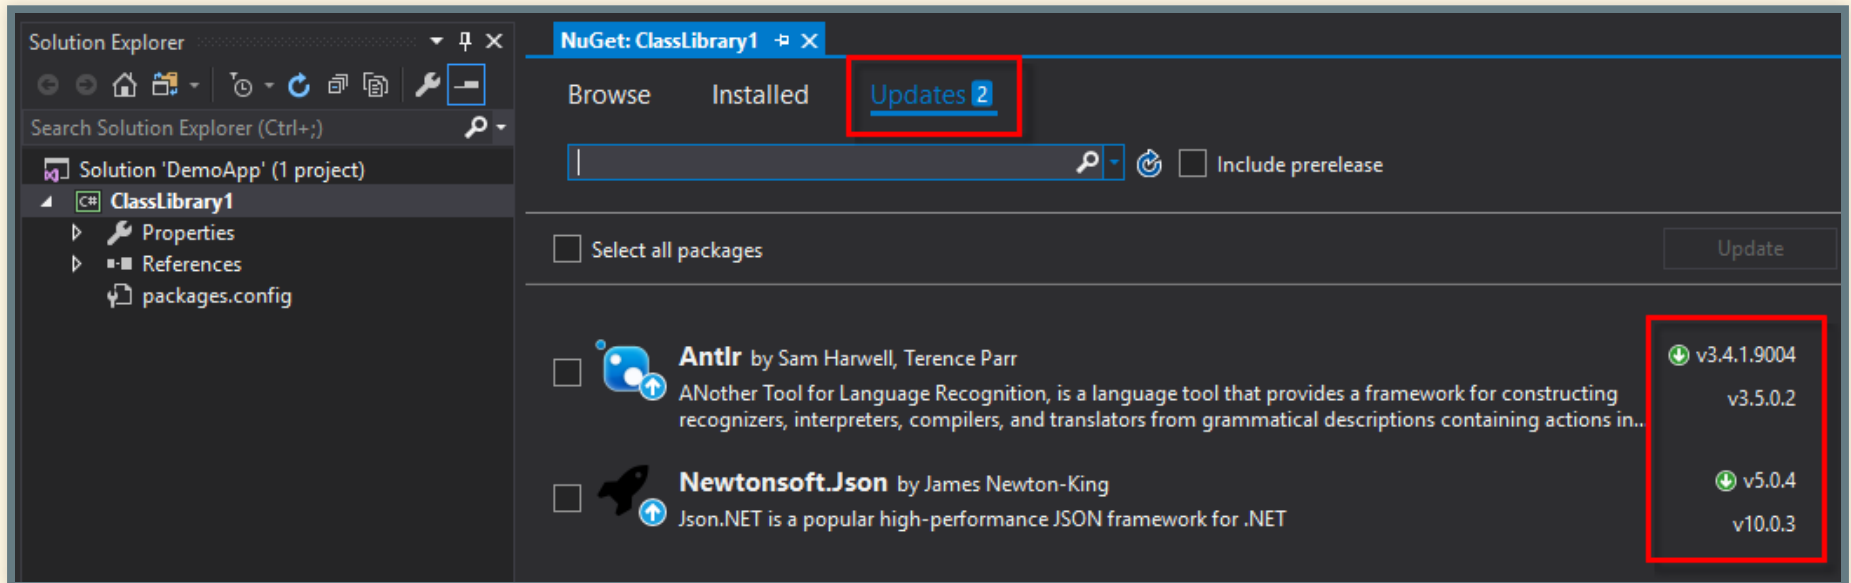 Solution Explorer
Search Solution Explorer (Ctrl+;)
Solution 'DemoApp' (1 project)
C# ClassLibrary1
Properties
References
packages.config
NuGet: ClassLibrary1
Browse Installed Updates 2
Include prerelease
Select all packages Update
Antlr by Sam Harwell, Terence Parr v3.4.1.9004
ANother Tool for Language Recognition, is a language tool that provides a framework for constructing v3.5.0.2
recognizers, interpreters, compilers, and translators from grammatical descriptions containing actions in...
Newtonsoft.Json by James Newton-King v5.0.4
Json.NET is a popular high-performance JSON framework for .NET v10.0.3